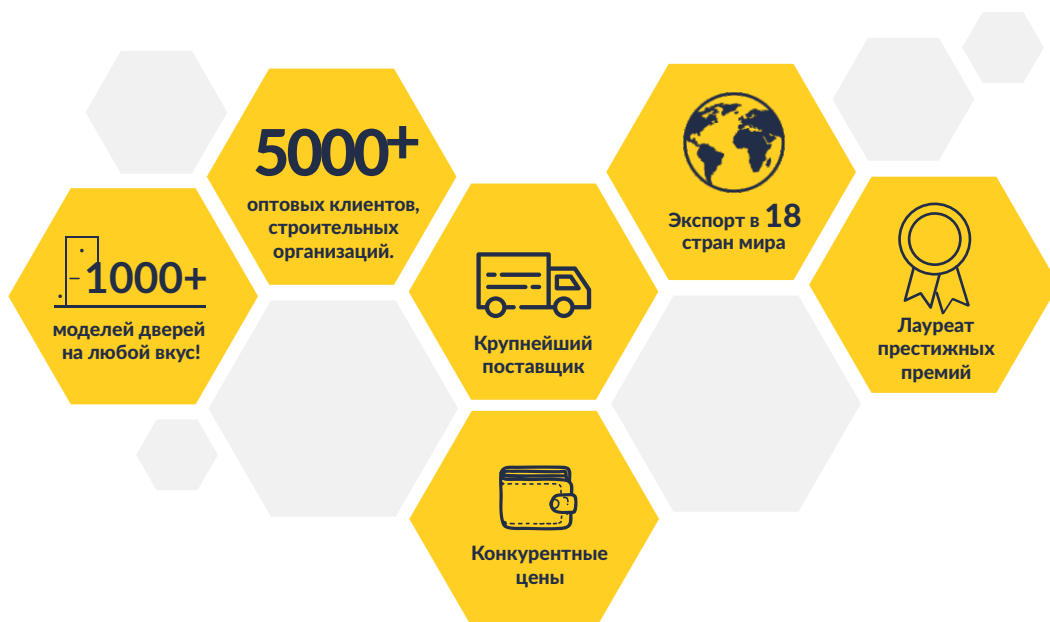 1000+
моделей дверей
на любой вкус!
5000+
оптовых клиентов,
строительных
организаций.
Крупнейший
поставщик
Конкурентные
цены
Экспорт в 18
стран мира
Лауреат
престижных
премий